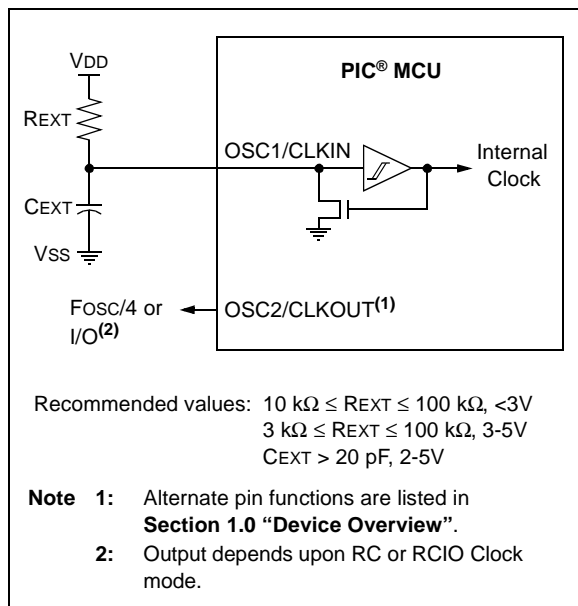 VDD
PIC® MCU
REXT
OSC1/CLKIN
Internal
Clock
CEXT
VSS
FOSC/4 or
I/O(2)
OSC2/CLKOUT(1)
Recommended values: 10 kΩ ≤ REXT ≤ 100 kΩ, <3V
3 kΩ ≤ REXT ≤ 100 kΩ, 3-5V
CEXT > 20 pF, 2-5V
Note 1: Alternate pin functions are listed in
Section 1.0 “Device Overview”.
2: Output depends upon RC or RCIO Clock
mode.